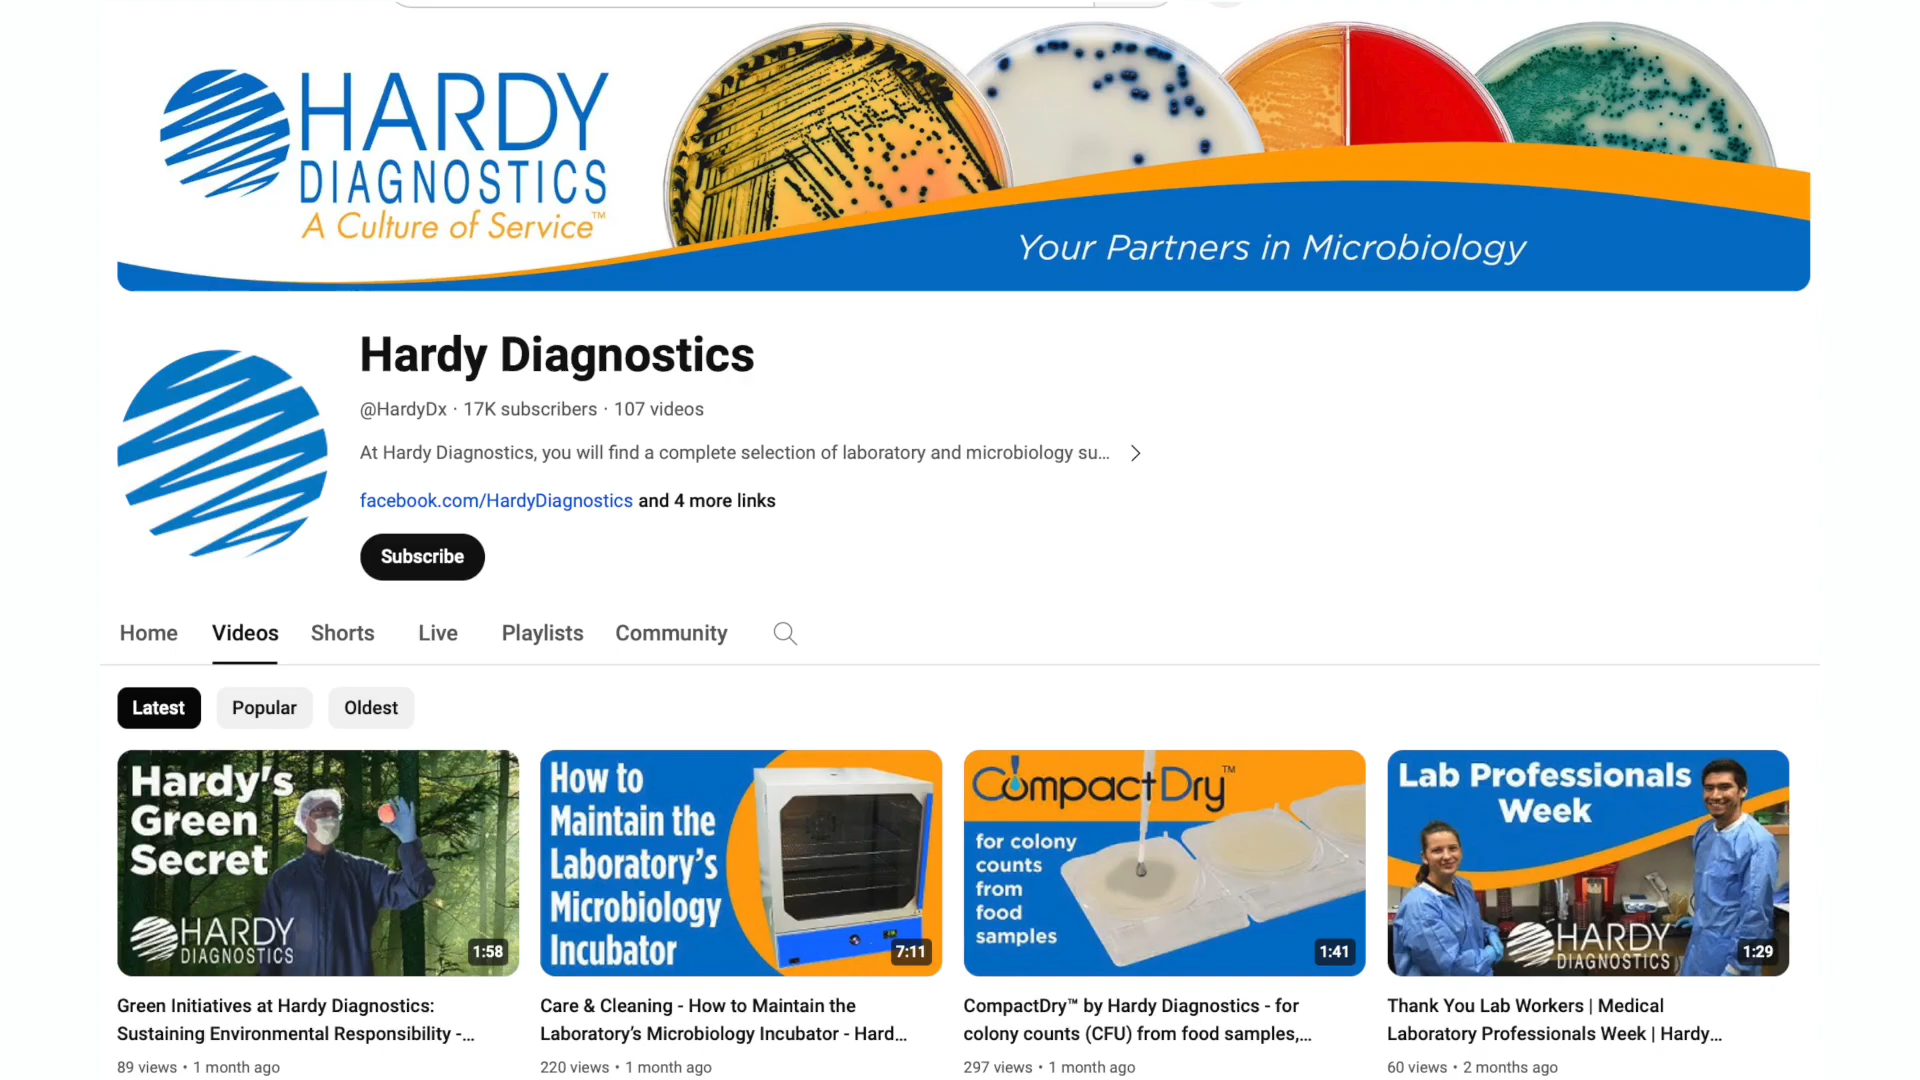 HARDY
DIAGNOSTICS
A Culture of Service™
Your Partners in Microbiology
Hardy Diagnostics
@HardyDx · 17K subscribers · 107 videos
At Hardy Diagnostics, you will find a complete selection of laboratory and microbiology su...
facebook.com/HardyDiagnostics and 4 more links
Subscribe
Home Videos Shorts Live Playlists Community
Latest Popular Oldest
Hardy's
Green
Secret
HARDY
DIAGNOSTICS
1:58
How to
Maintain the
Laboratory's
Microbiology
Incubator
7:11
CompactDry™
for colony
counts
from
food
samples
1:41
Lab Professionals
Week
HARDY
DIAGNOSTICS
1:29
Green Initiatives at Hardy Diagnostics:
Sustaining Environmental Responsibility -...
89 views • 1 month ago
Care & Cleaning - How to Maintain the
Laboratory's Microbiology Incubator - Hard...
220 views • 1 month ago
CompactDry™ by Hardy Diagnostics - for
colony counts (CFU) from food samples,...
297 views • 1 month ago
Thank You Lab Workers | Medical
Laboratory Professionals Week | Hardy...
60 views • 2 months ago